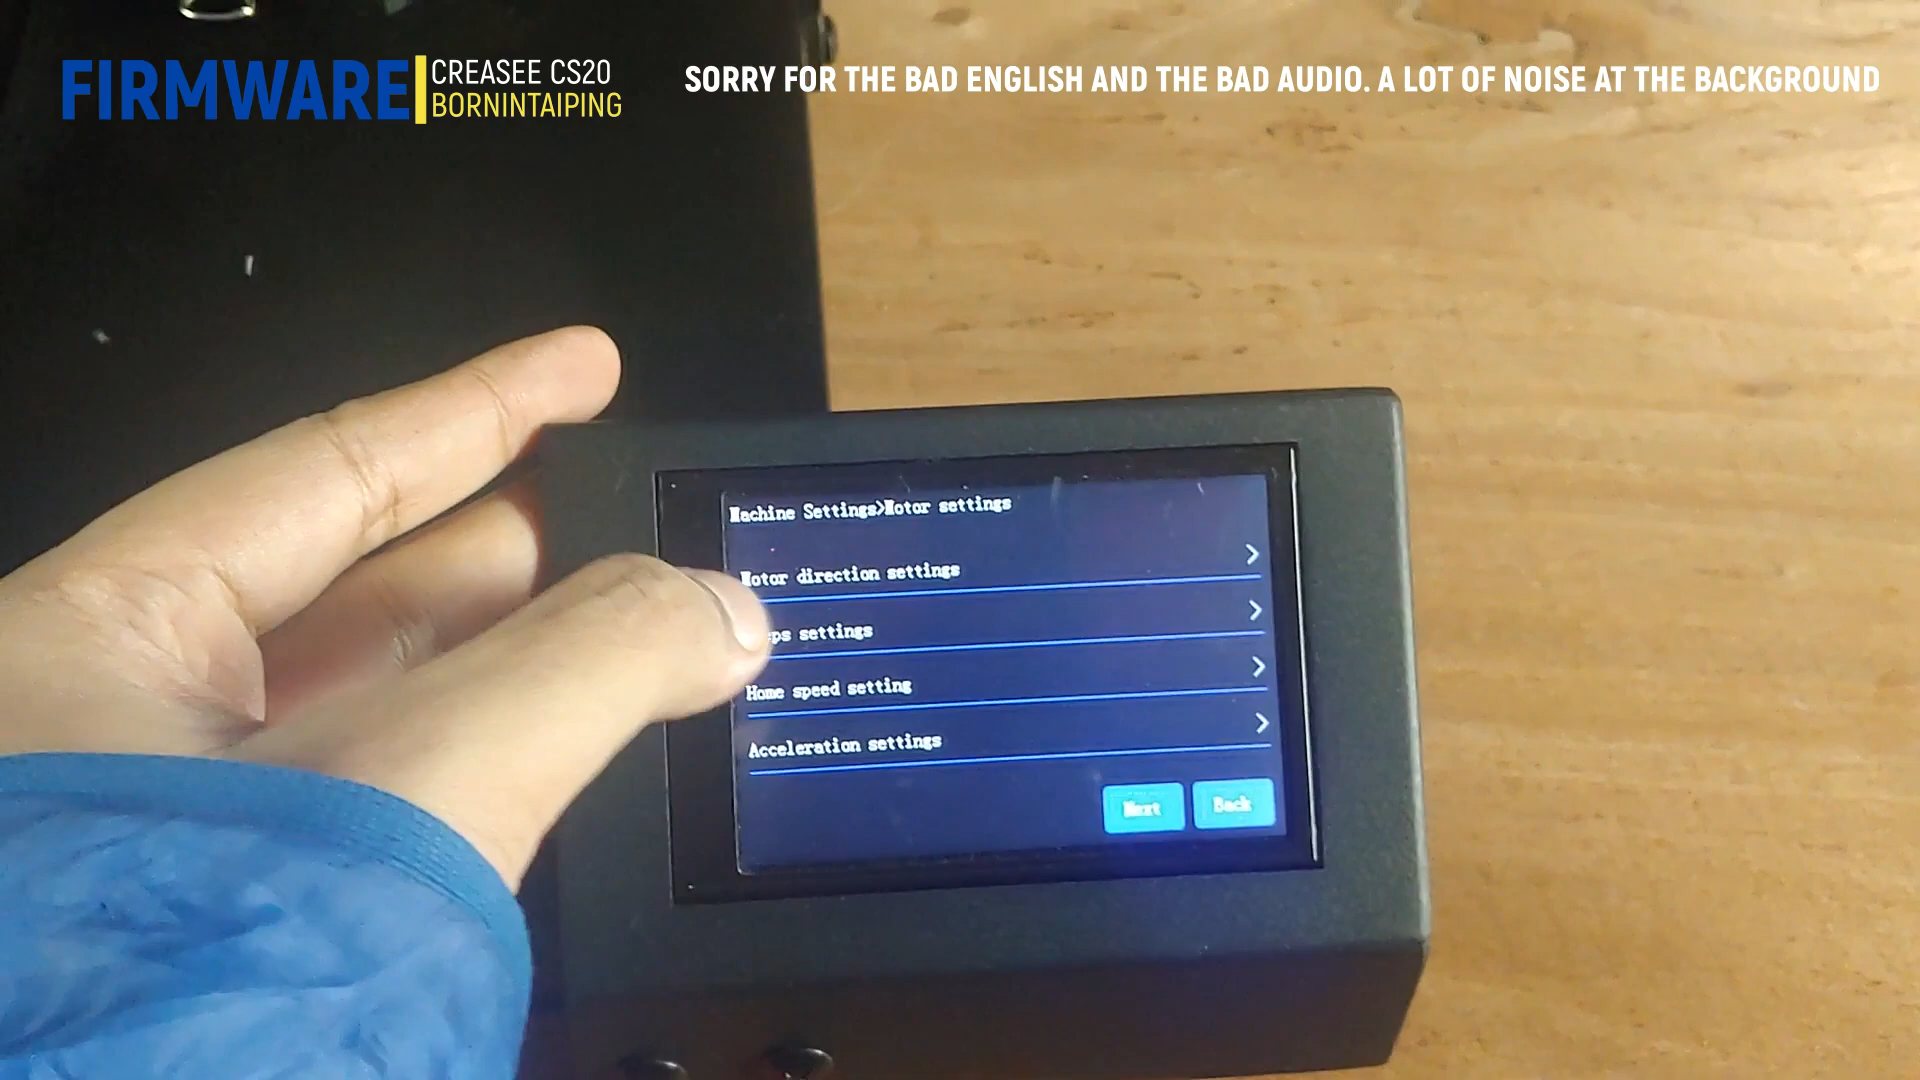 FIRMWARE
CREASEE CS20
BORNINTAIPING
SORRY FOR THE BAD ENGLISH AND THE BAD AUDIO. A LOT OF NOISE AT THE BACKGROUND
Machine Settings>Motor settings
Motor direction settings
settings
Home speed setting
Acceleration settings
Next
Back